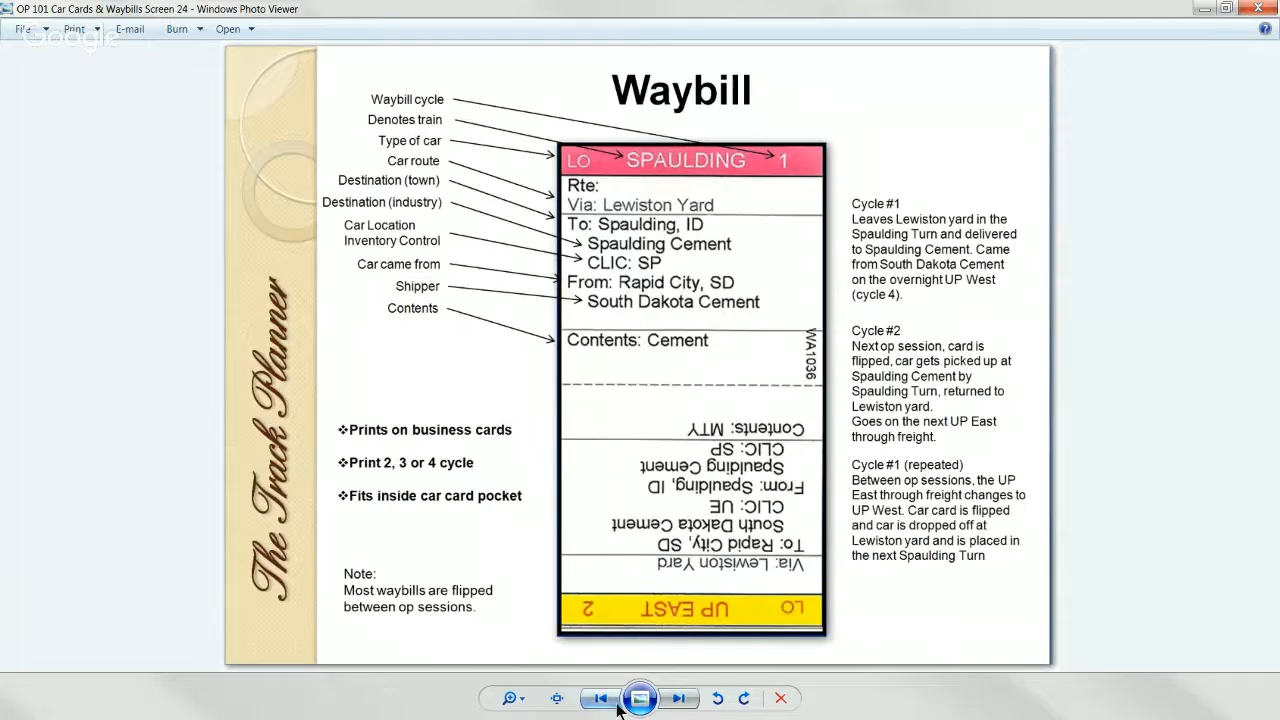 OP 101 Car Cards & Waybills Screen 24 - Windows Photo Viewer
File Print E-mail Burn Open
Google
Waybill
Waybill cycle
Denotes train
Type of car
Car route
Destination (town)
Destination (industry)
Car Location
Inventory Control
Car came from
Shipper
Contents
LO SPAULDING 1
Rte:
Via: Lewiston Yard
To: Spaulding, ID
Spaulding Cement
CLIC: SP
From: Rapid City, SD
South Dakota Cement
Contents: Cement
WA1036
LO UP EAST 2
Via: Lewiston Yard
To: Rapid City, SD
South Dakota Cement
CLIC: UE
From: Spaulding, ID
Spaulding Cement
CLIC: SP
Contents: MTY
Cycle #1
Leaves Lewiston yard in the
Spaulding Turn and delivered
to Spaulding Cement. Came
from South Dakota Cement
on the overnight UP West
(cycle 4).
Cycle #2
Next op session, card is
flipped, car gets picked up at
Spaulding Cement by
Spaulding Turn, returned to
Lewiston yard.
Goes on the next UP East
through freight.
Cycle #1 (repeated)
Between op sessions, the UP
East through freight changes to
UP West. Car card is flipped
and car is dropped off at
Lewiston yard and is placed in
the next Spaulding Turn
❖Prints on business cards
❖Print 2, 3 or 4 cycle
❖Fits inside car card pocket
Note:
Most waybills are flipped
between op sessions.
The Track Planner